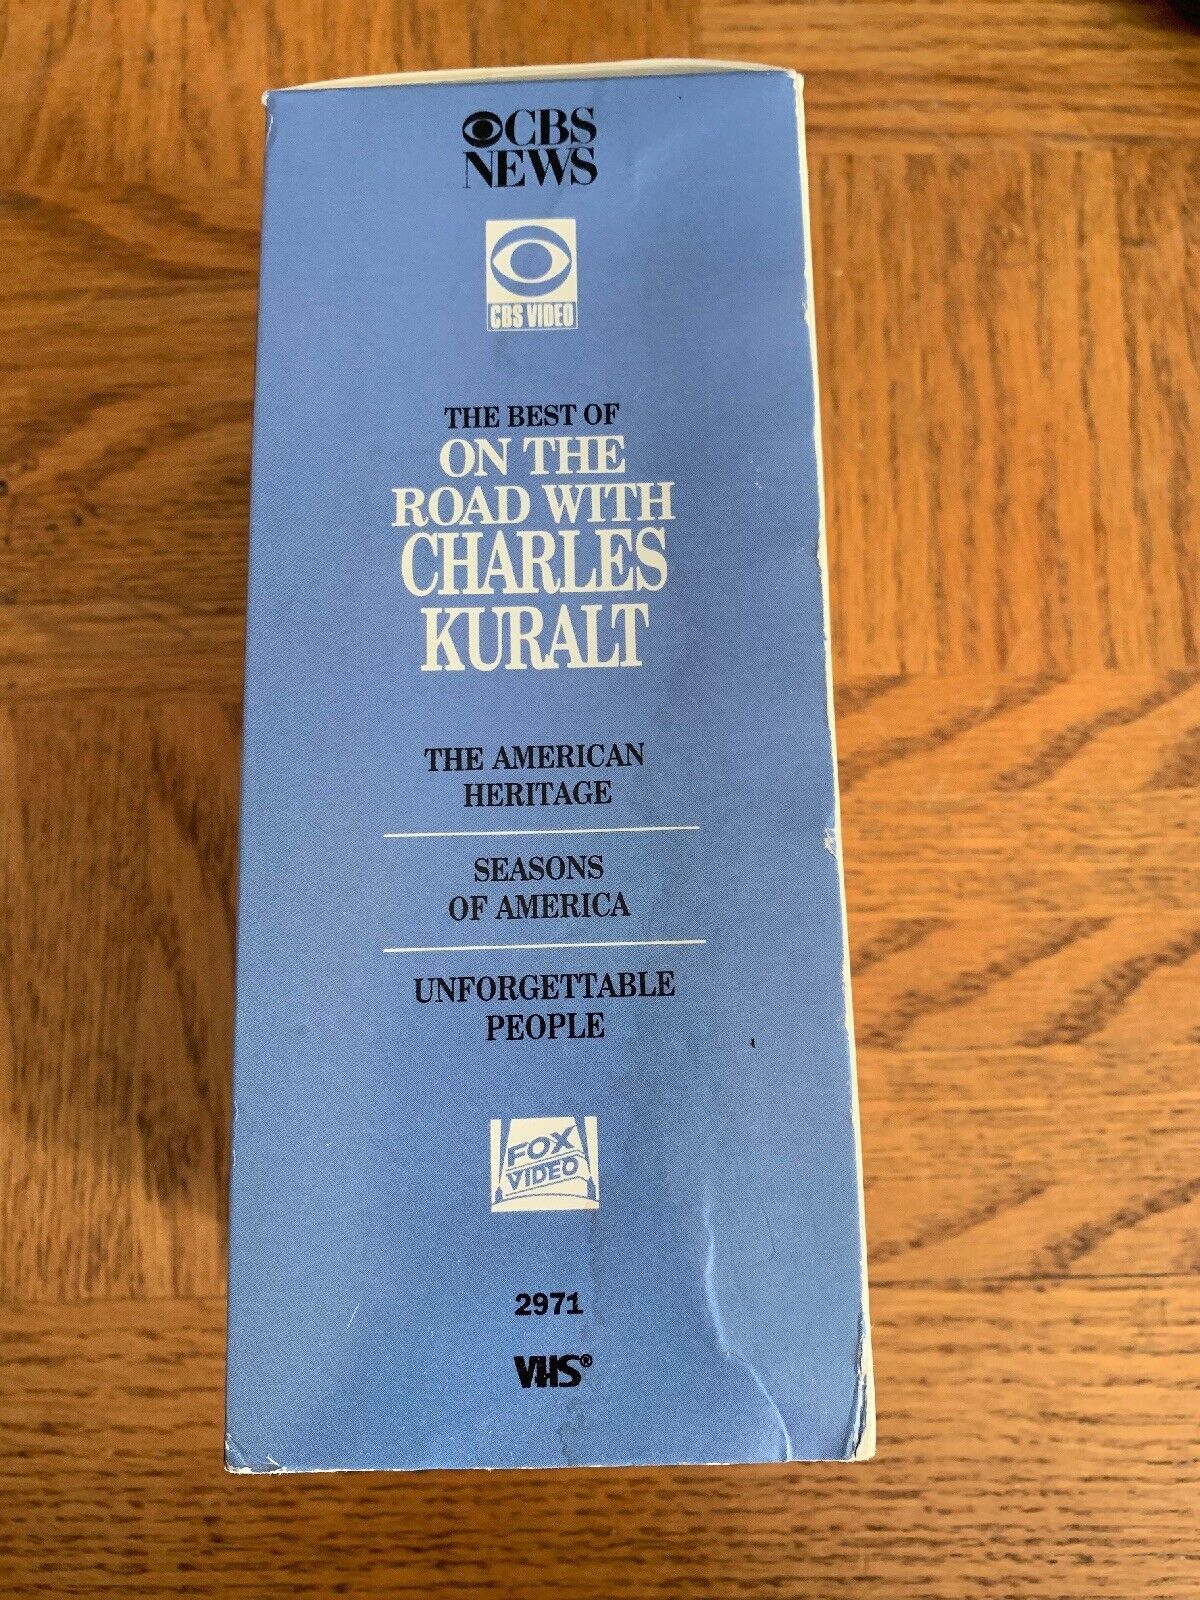 CBS
NEWS
CBS VIDEO
THE BEST OF
ON THE
ROAD WITH
CHARLES
KURALT
THE AMERICAN
HERITAGE
SEASONS
OF AMERICA
UNFORGETTABLE
PEOPLE
FOX
VIDEO
2971
VHS®